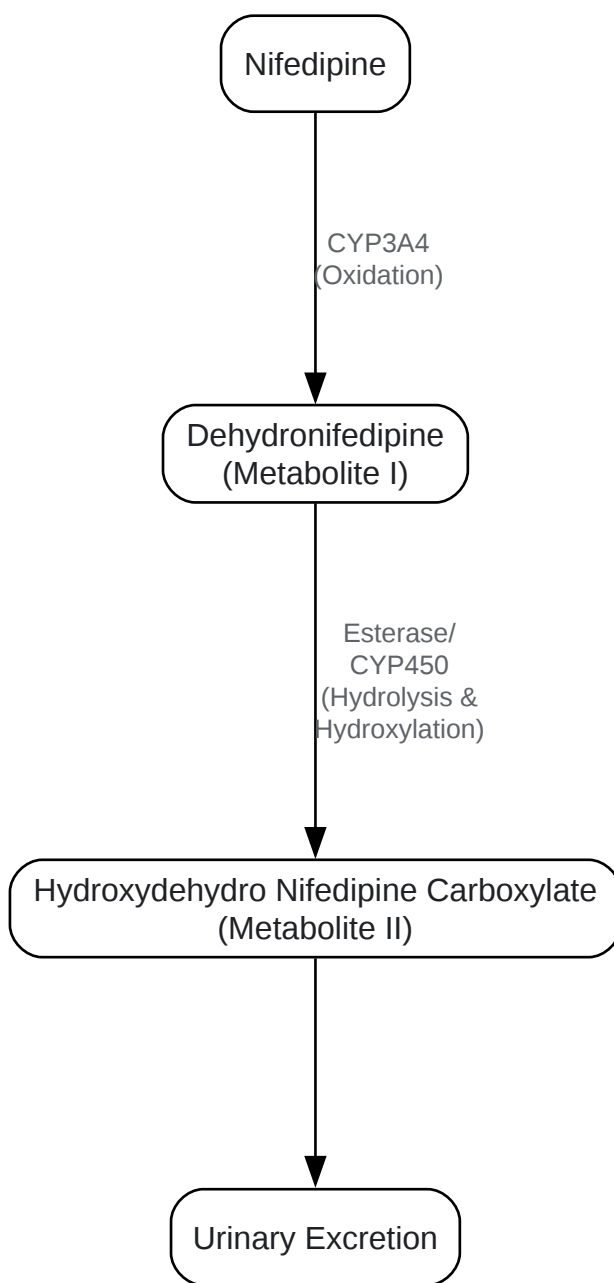 Nifedipine
CYP3A4
(Oxidation)
Dehydronifedipine
(Metabolite I)
Esterase/
CYP450
(Hydrolysis &
Hydroxylation)
Hydroxydehydro Nifedipine Carboxylate
(Metabolite II)
Urinary Excretion